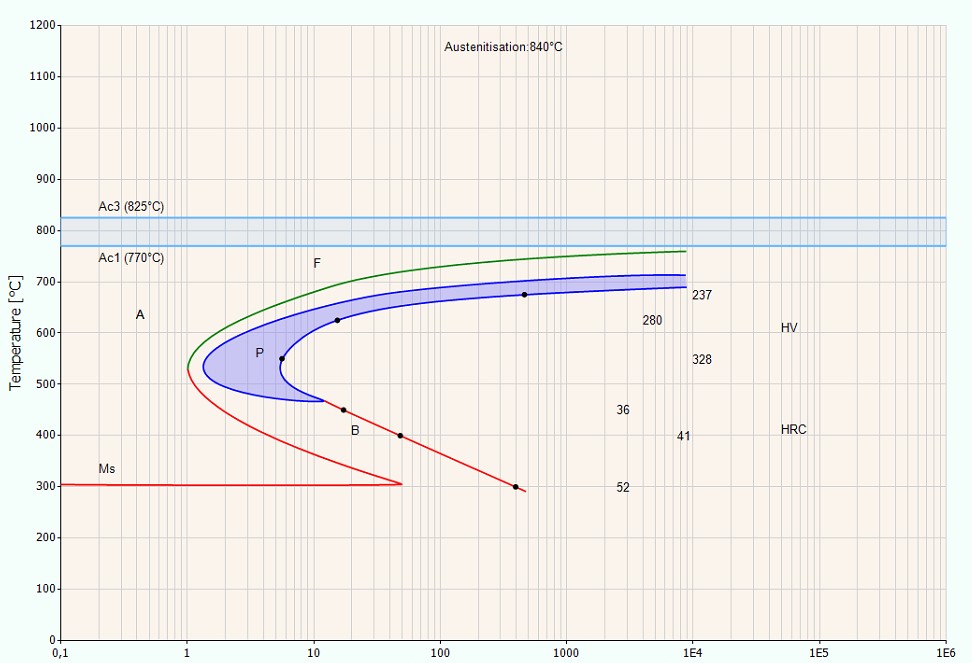 1200
Austenitisation:840°C
1100
1000
900
Ac3 (825°C)
800
Ac1 (770°C)
F
700
237
A
280
HV
600
P
328
500
36
B
HRC
400
41
Ms
300
52
200
100
0
0,1 1 10 100 1000 1E4 1E5 1E6
Temperature [°C]